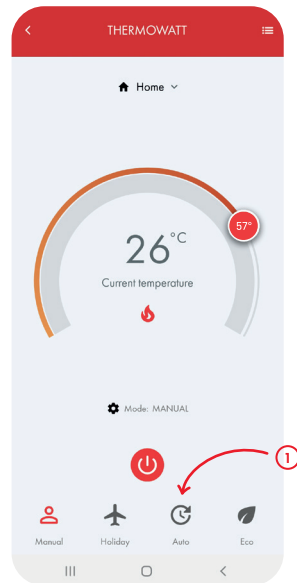 THERMOWATT
Home
57°
26°C
Current temperature
Mode: MANUAL
1
Manual Holiday Auto Eco